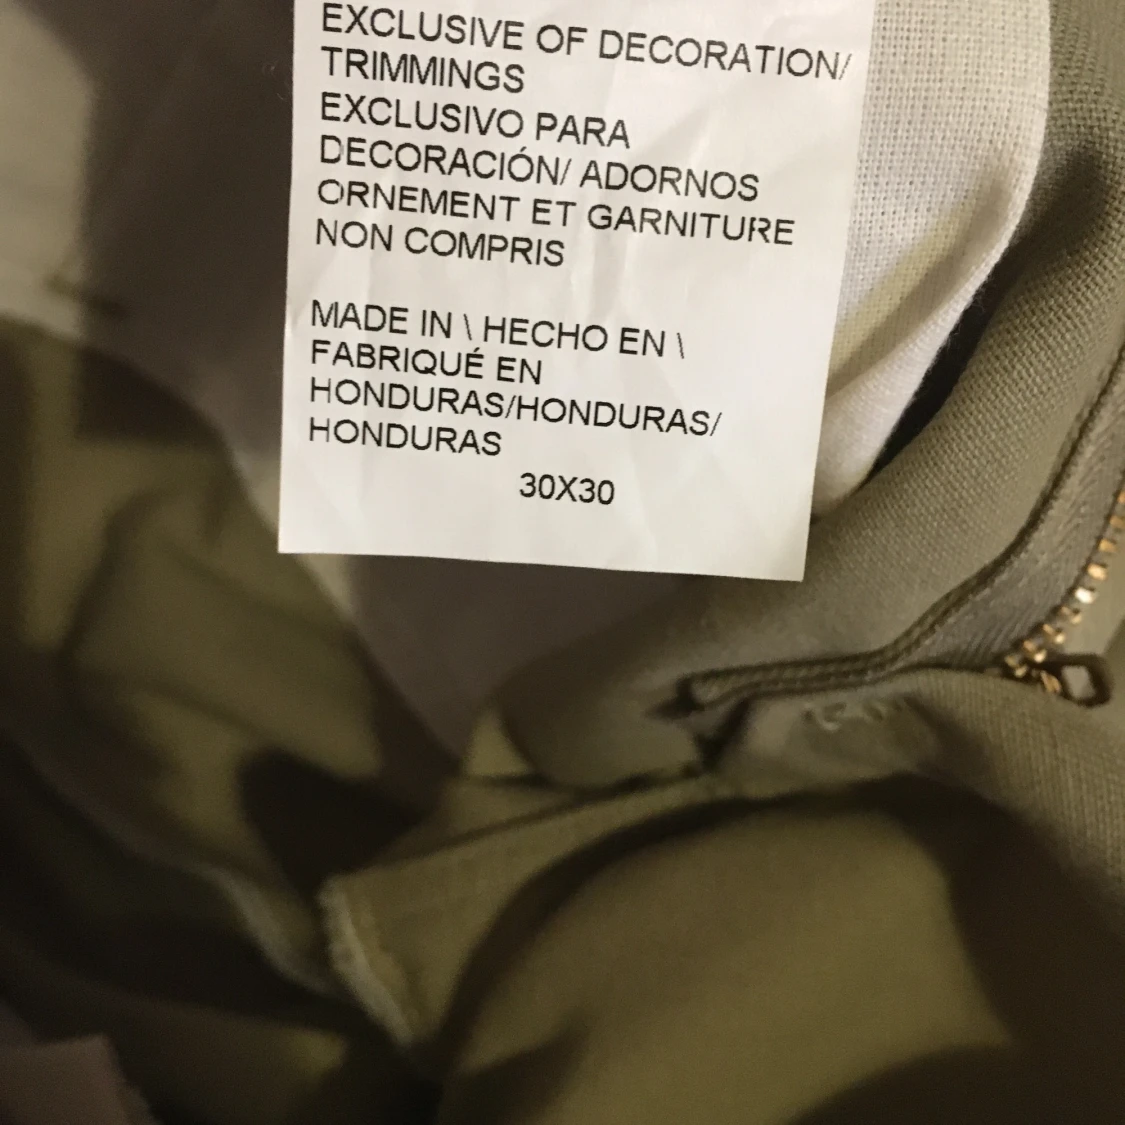 EXCLUSIVE OF DECORATION/
TRIMMINGS
EXCLUSIVO PARA
DECORACIÓN/ ADORNOS
ORNEMENT ET GARNITURE
NON COMPRIS
MADE IN \ HECHO EN \
FABRIQUÉ EN
HONDURAS/HONDURAS/
HONDURAS
30X30